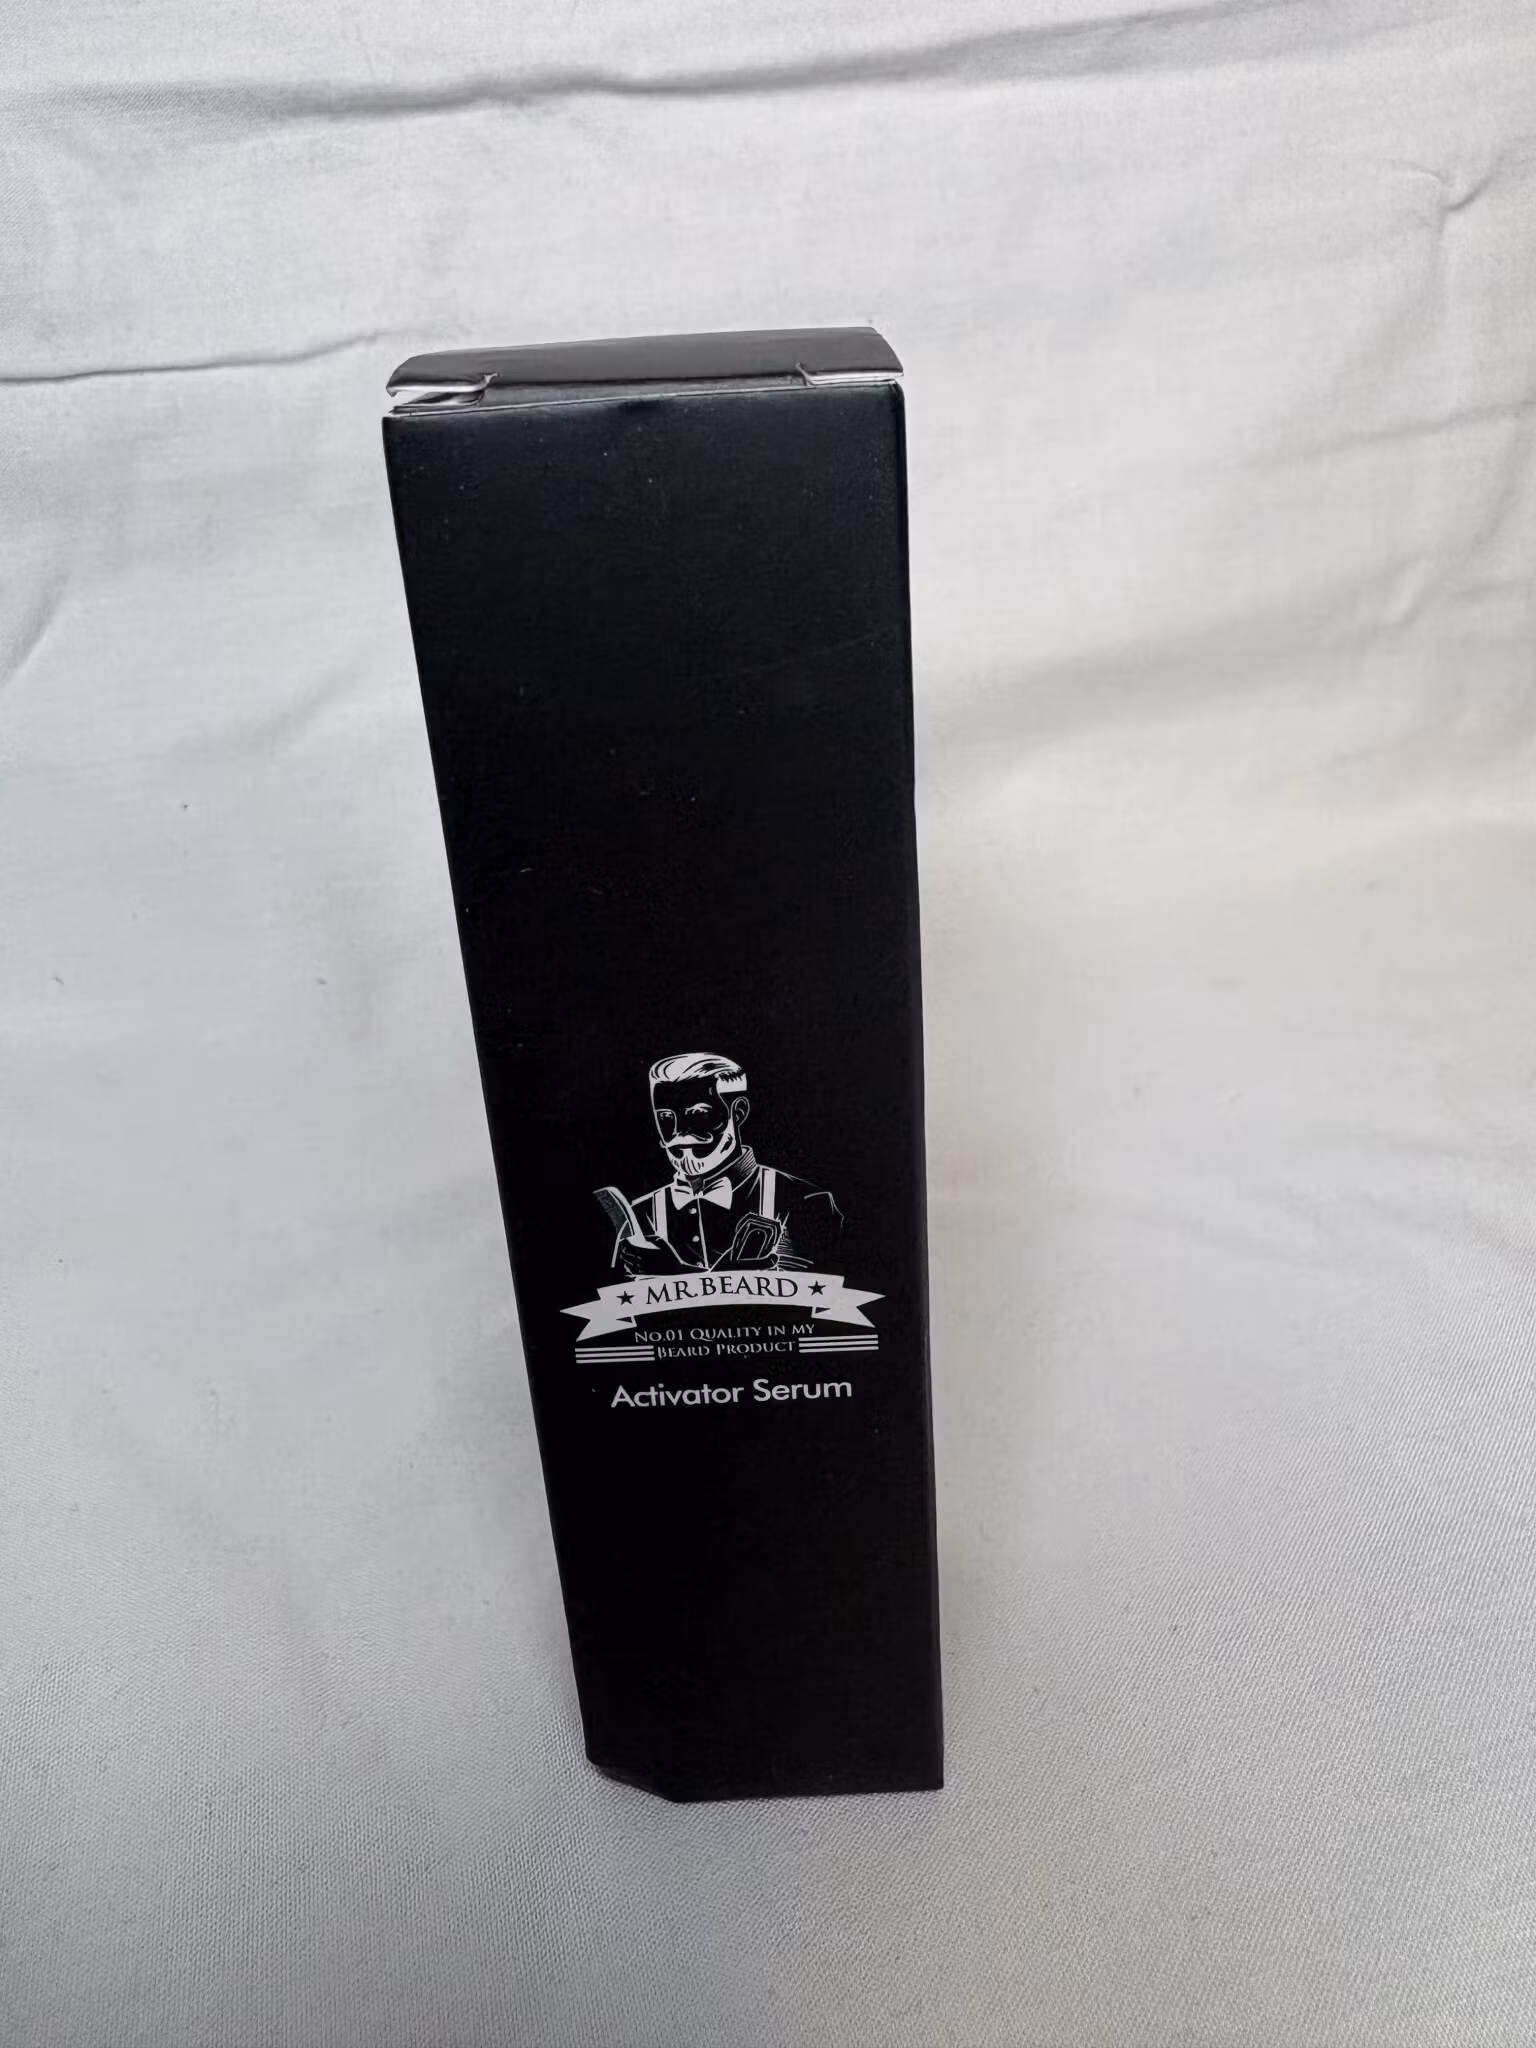 MR.BEARD
No.01 Quality in my
Beard Product
Activator Serum